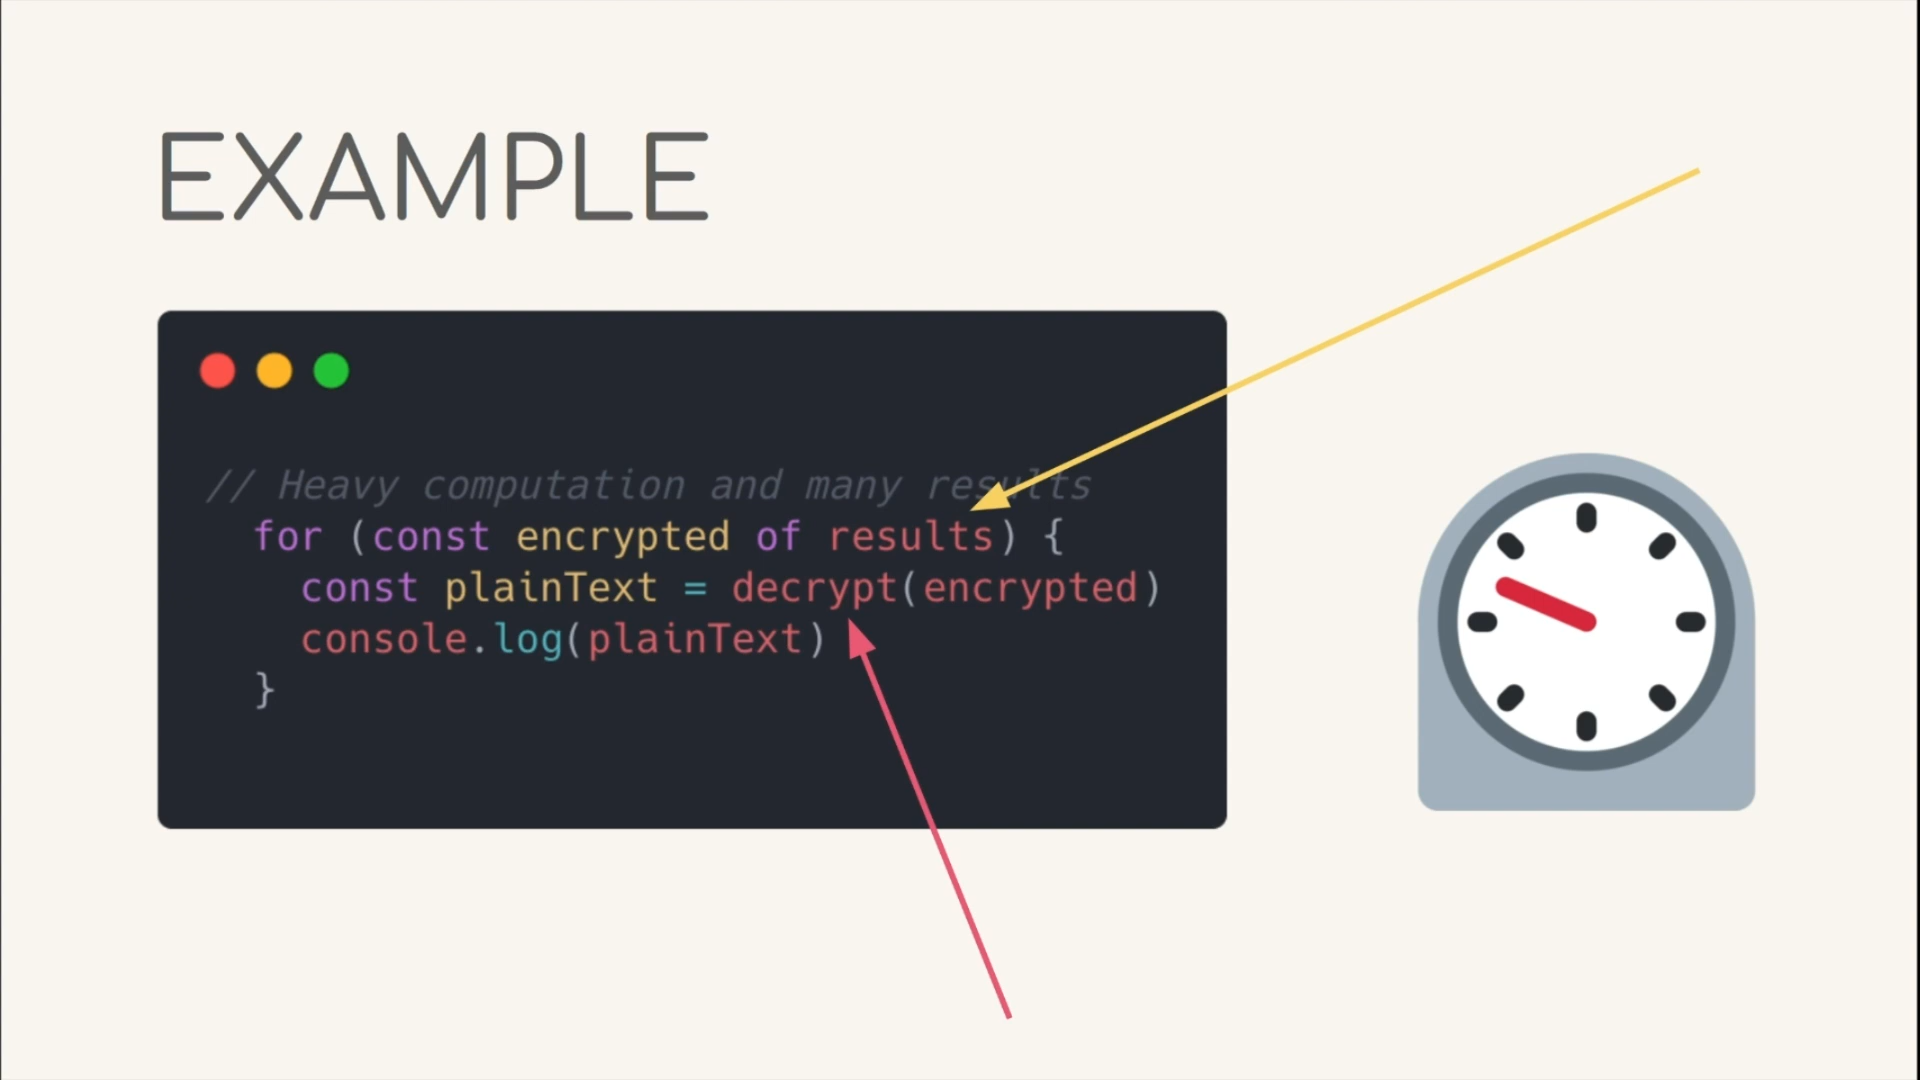 EXAMPLE
// Heavy computation and many results
for (const encrypted of results) {
const plainText = decrypt(encrypted)
console.log(plainText)
}